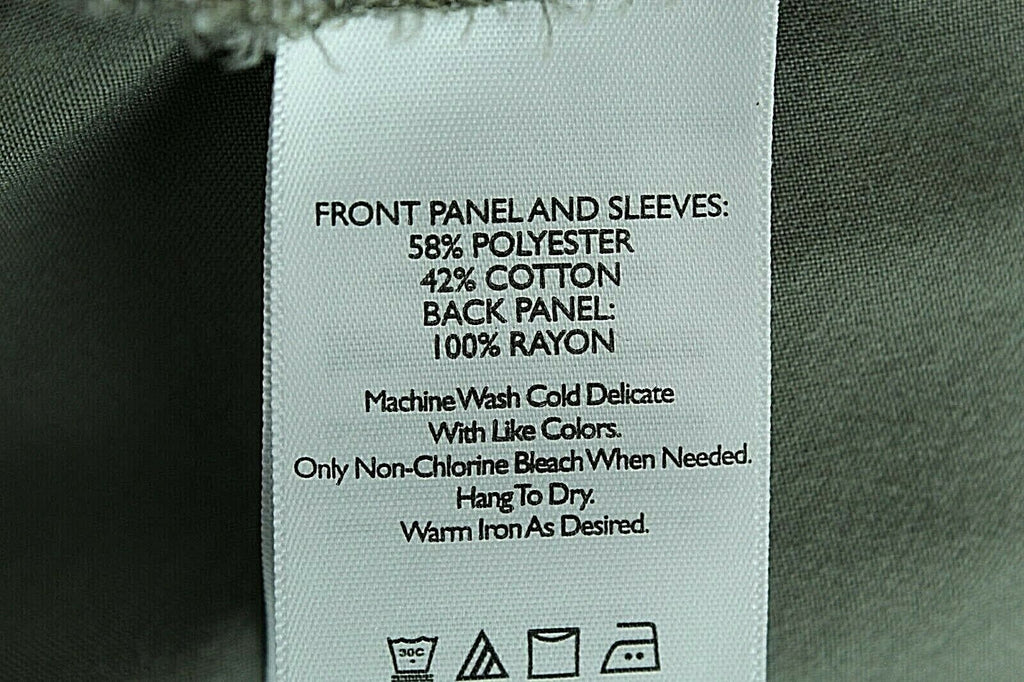 FRONT PANEL AND SLEEVES:
58% POLYESTER
42% COTTON
BACK PANEL:
100% RAYON
Machine Wash Cold Delicate
With Like Colors.
Only Non-Chlorine Bleach When Needed.
Hang To Dry.
Warm Iron As Desired.
30C